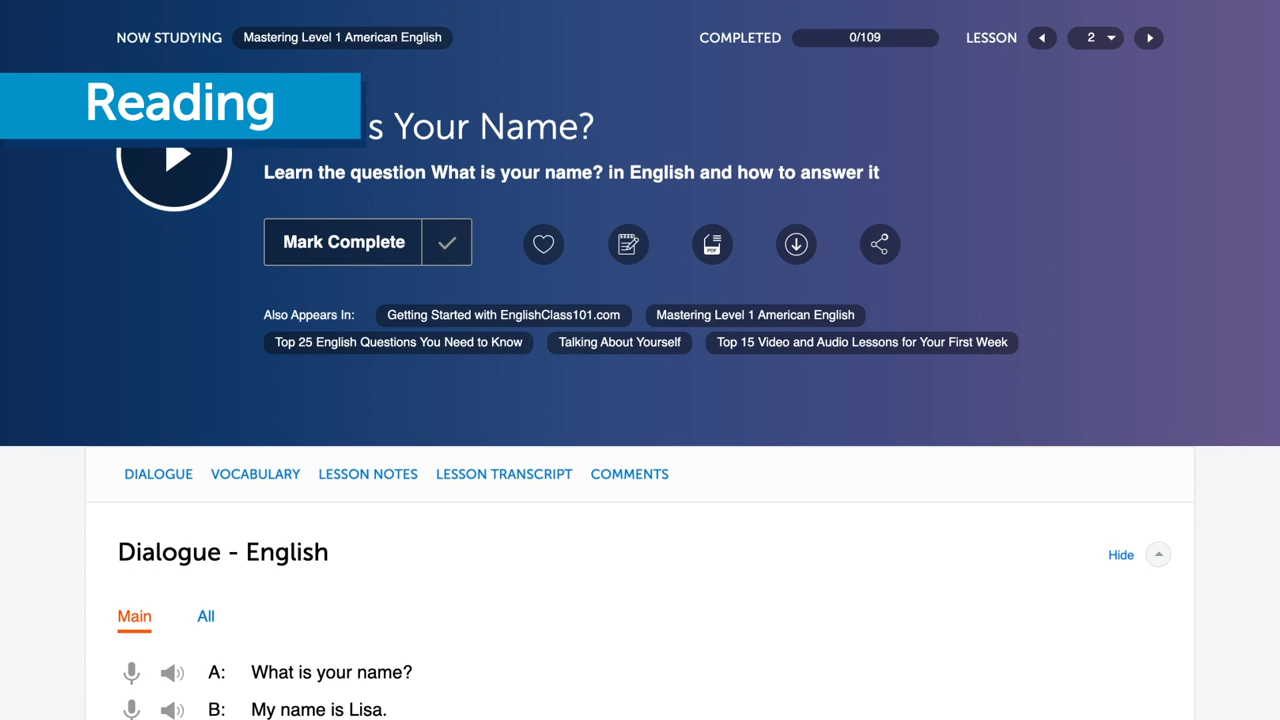 NOW STUDYING Mastering Level 1 American English COMPLETED 0/109 LESSON 2
Reading
s Your Name?
Learn the question What is your name? in English and how to answer it
Mark Complete
PDF
Also Appears In: Getting Started with EnglishClass101.com Mastering Level 1 American English
Top 25 English Questions You Need to Know Talking About Yourself Top 15 Video and Audio Lessons for Your First Week
DIALOGUE VOCABULARY LESSON NOTES LESSON TRANSCRIPT COMMENTS
Dialogue - English
Hide
Main All
A: What is your name?
B: My name is Lisa.